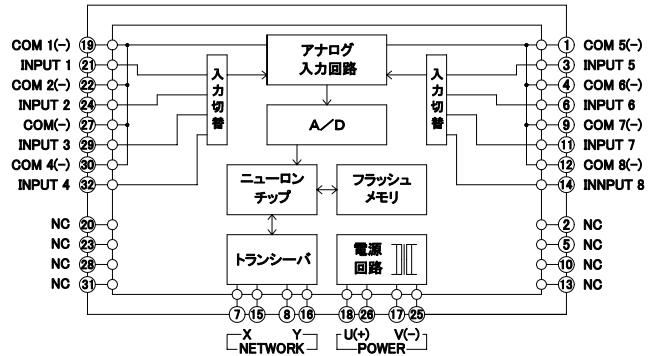 COM 1(-) 19
INPUT 1 21
COM 2(-) 22
INPUT 2 24
COM(-) 27
INPUT 3 29
COM 4(-) 30
INPUT 4 32
NC 20
NC 23
NC 28
NC 31
入力切替
アナログ
入力回路
A/D
ニューロン
チップ
フラッシュ
メモリ
トランシーバ
電源
回路
入力切替
1 COM 5(-)
3 INPUT 5
4 COM 6(-)
6 INPUT 6
9 COM 7(-)
11 INPUT 7
12 COM 8(-)
14 INNPUT 8
2 NC
5 NC
10 NC
13 NC
7 15 8 16 18 26 17 25
X Y U(+) V(-)
NETWORK POWER